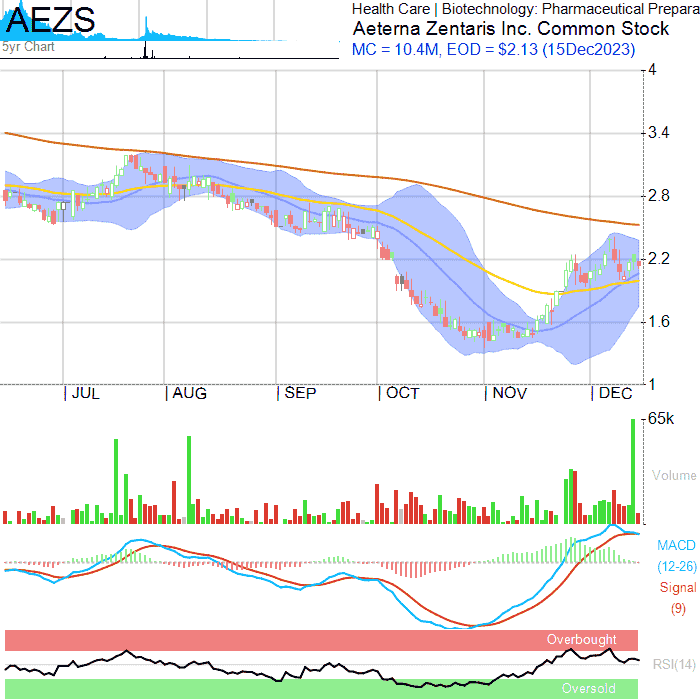 AEZS
5yr Chart
Health Care | Biotechnology: Pharmaceutical Prepara
Aeterna Zentaris Inc. Common Stock
MC = 10.4M, EOD = $2.13 (15Dec2023)
4
3.4
2.8
2.2
1.6
1
JUL
AUG
SEP
OCT
NOV
DEC
65k
Volume
MACD
(12-26)
Signal
(9)
Overbought
RSI(14)
Oversold